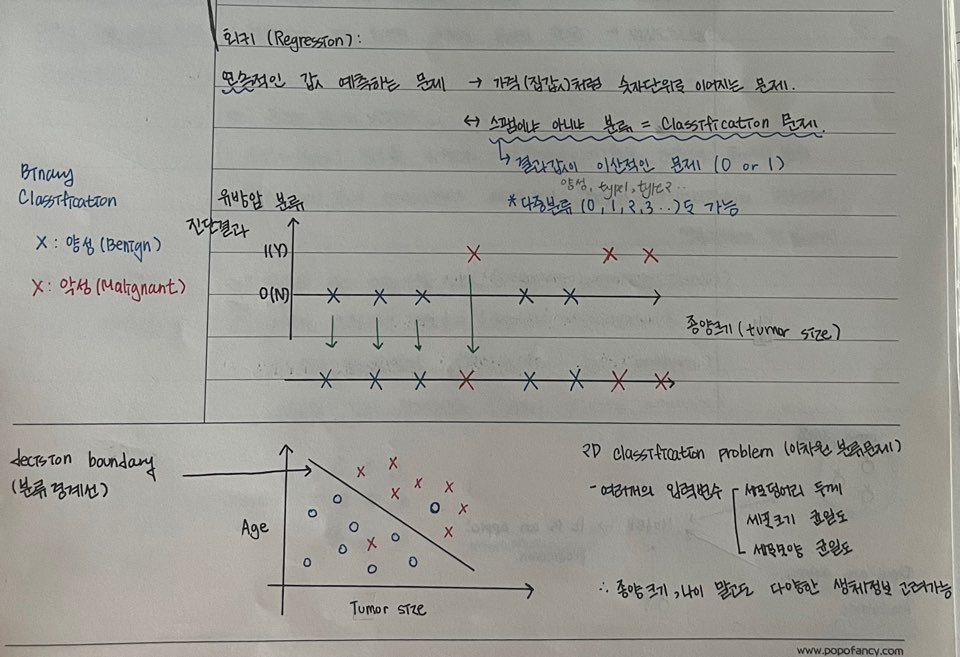 회귀 (Regression):
연속적인 값 예측하는 문제 → 가격(집값)처럼 숫자단위로 이어지는 문제.
↔ 스팸이냐 아니냐 분류 = Classification 문제.
↳ 결과값이 이산적인 문제 (0 or 1)
양성, type1, type2..
*다중분류 (0, 1, 2, 3...)도 가능
Binary
Classification
X: 양성 (Benign)
X: 악성 (Malignant)
유방암 분류
진단결과
1(Y)
0(N)
종양크기 (tumor size)
decision boundary
(분류 경계선)
Age
Tumor size
2D classification problem (이차원 분류문제)
- 여러개의 입력변수
세포덩어리 두께
세포크기 균일도
세포모양 균일도
∴ 종양크기, 나이 말고도 다양한 생체정보 고려가능
www.popofancy.com